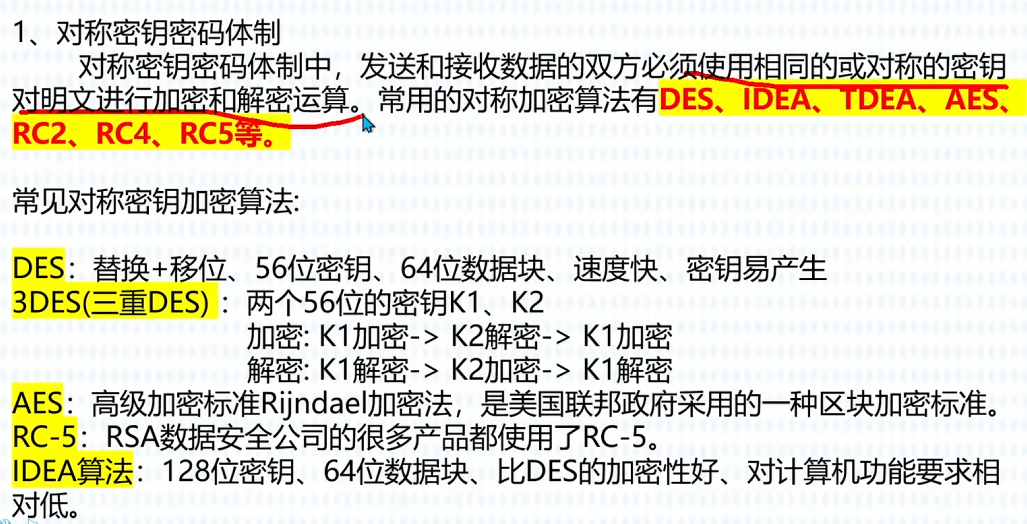 1、对称密钥密码体制
对称密钥密码体制中，发送和接收数据的双方必须使用相同的或对称的密钥
对明文进行加密和解密运算。常用的对称加密算法有DES、IDEA、TDEA、AES、
RC2、RC4、RC5等。
常见对称密钥加密算法:
DES：替换+移位、56位密钥、64位数据块、速度快、密钥易产生
3DES(三重DES)：两个56位的密钥K1、K2
加密: K1加密-> K2解密-> K1加密
解密: K1解密-> K2加密-> K1解密
AES：高级加密标准Rijndael加密法，是美国联邦政府采用的一种区块加密标准。
RC-5：RSA数据安全公司的很多产品都使用了RC-5。
IDEA算法：128位密钥、64位数据块、比DES的加密性好、对计算机功能要求相
对低。